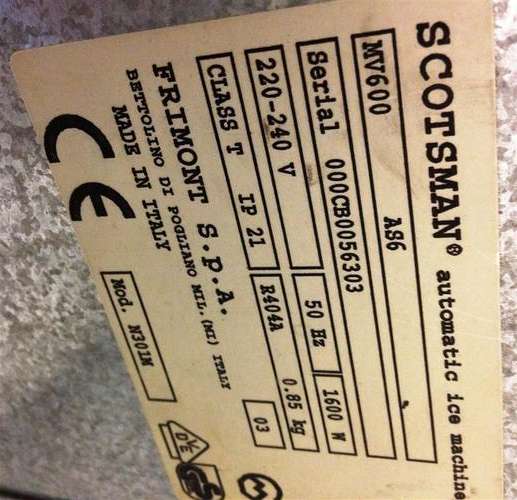 SCOTSMAN® automatic ice machine
MV600 AS6
Serial 000CB0056303
220-240 V 50 Hz 1600 W
CLASS T IP 21 R404A 0.85 kg
03
FRIMONT S.p.A.
BETTOLINO DI POGLIANO MIL. (MI) ITALY
MADE IN ITALY
CE
Mod. N301M